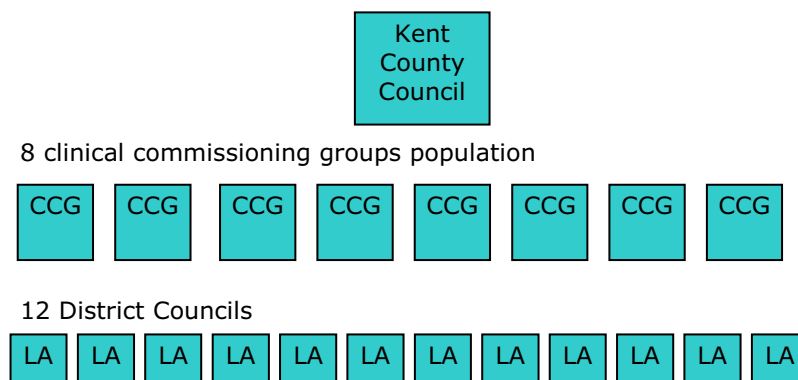 Kent
County
Council
8 clinical commissioning groups population
CCG CCG CCG CCG CCG CCG CCG CCG
12 District Councils
LA LA LA LA LA LA LA LA LA LA LA LA